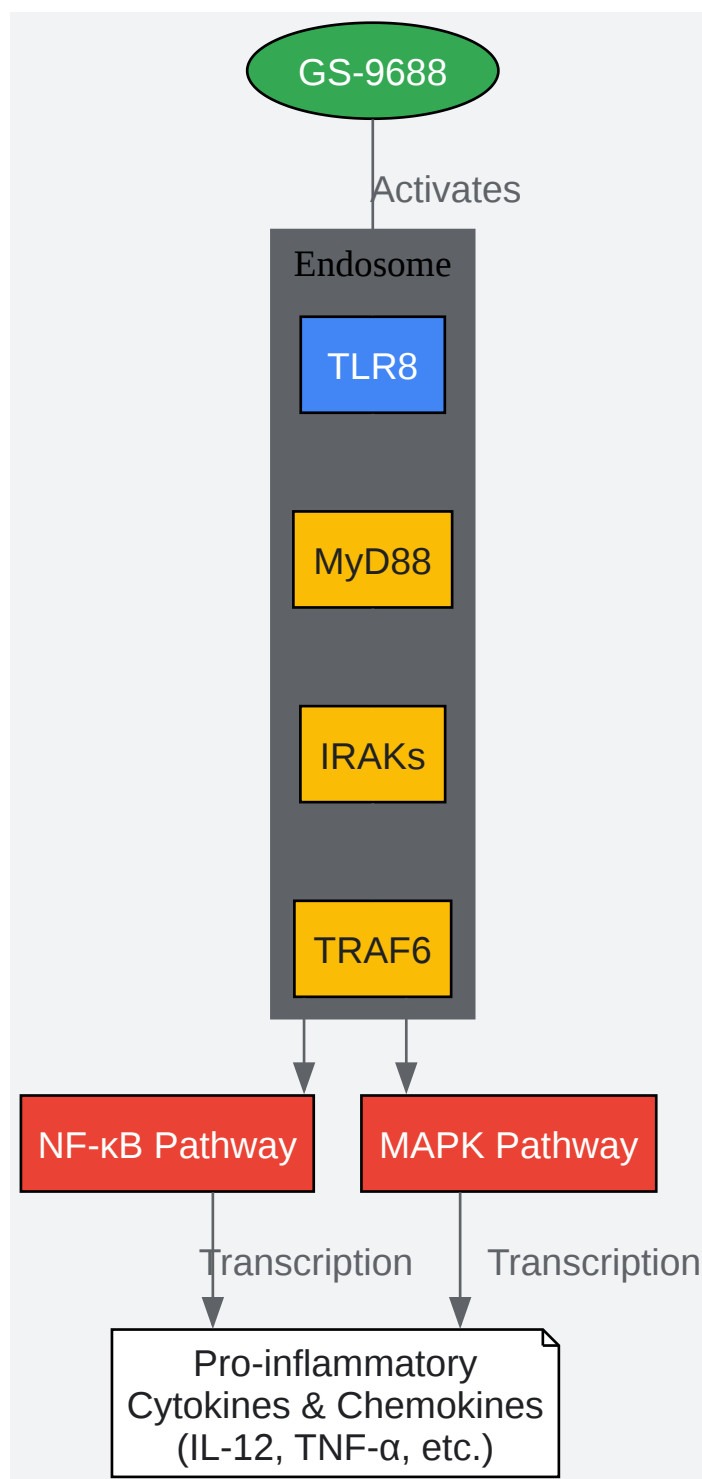 GS-9688
Activates
Endosome
TLR8
MyD88
IRAKs
TRAF6
NF-κB Pathway
MAPK Pathway
Transcription
Transcription
Pro-inflammatory
Cytokines & Chemokines
(IL-12, TNF-α, etc.)